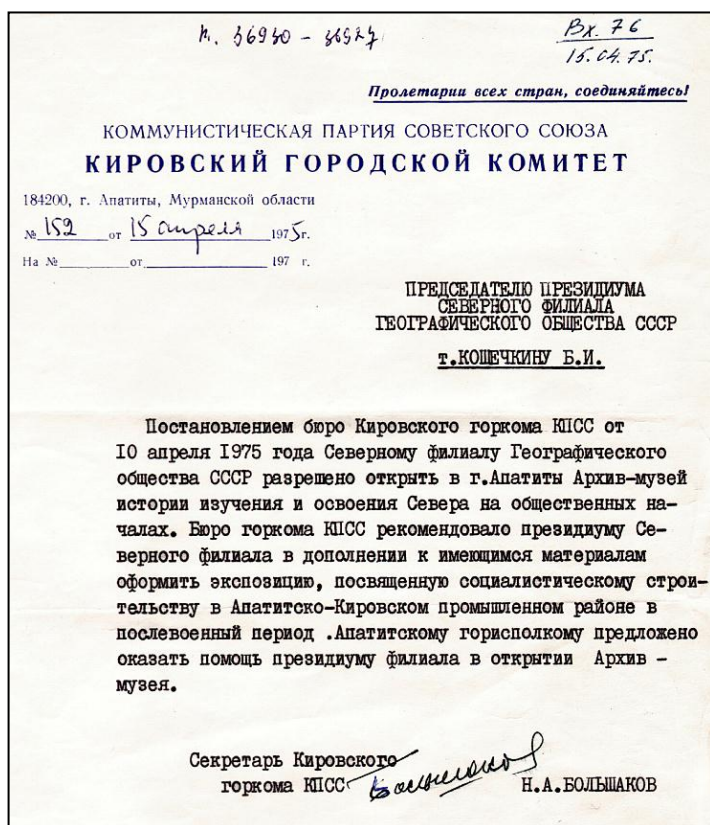 Вх. 76
15.04.75.
Пролетарии всех стран, соединяйтесь!
КОММУНИСТИЧЕСКАЯ ПАРТИЯ СОВЕТСКОГО СОЮЗА
КИРОВСКИЙ ГОРОДСКОЙ КОМИТЕТ
184200, г. Апатиты, Мурманской области
№ 152 от 15 апреля 1975г.
На № от 197 г.
ПРЕДСЕДАТЕЛЮ ПРЕЗИДИУМА
СЕВЕРНОГО ФИЛИАЛА
ГЕОГРАФИЧЕСКОГО ОБЩЕСТВА СССР
т.КОШЕЧКИНУ Б.И.
Постановлением бюро Кировского горкома КПСС от
10 апреля 1975 года Северному филиалу Географического
общества СССР разрешено открыть в г.Апатиты Архив-музей
истории изучения и освоения Севера на общественных на-
чалах. Бюро горкома КПСС рекомендовало президиуму Се-
верного филиала в дополнении к имеющимся материалам
оформить экспозицию, посвященную социалистическому строи-
тельству в Апатитско-Кировском промышленном районе в
послевоенный период .Апатитскому горисполкому предложено
оказать помощь президиуму филиала в открытии Архив -
музея.
Секретарь Кировского
горкома КПСС Большаков Н.А.БОЛЬШАКОВ